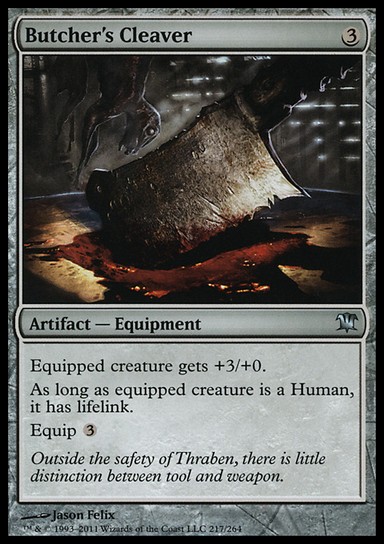 Butcher's Cleaver 3
Artifact — Equipment
Equipped creature gets +3/+0.
As long as equipped creature is a Human,
it has lifelink.
Equip 3
Outside the safety of Thraben, there is little
distinction between tool and weapon.
Jason Felix
™ & © 1993–2011 Wizards of the Coast LLC 217/264